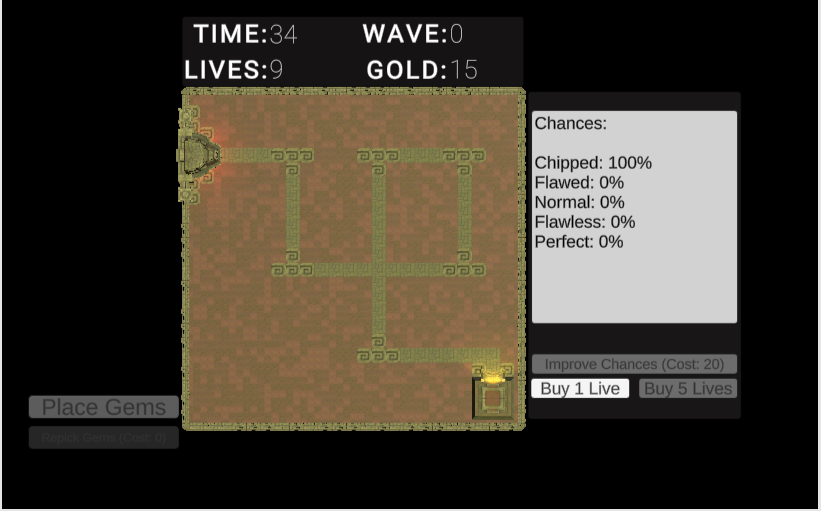 TIME:34 WAVE:0
LIVES:9 GOLD:15
Chances:
Chipped: 100%
Flawed: 0%
Normal: 0%
Flawless: 0%
Perfect: 0%
Improve Chances (Cost: 20)
Buy 1 Live Buy 5 Lives
Place Gems
Repick Gems (Cost: 0)